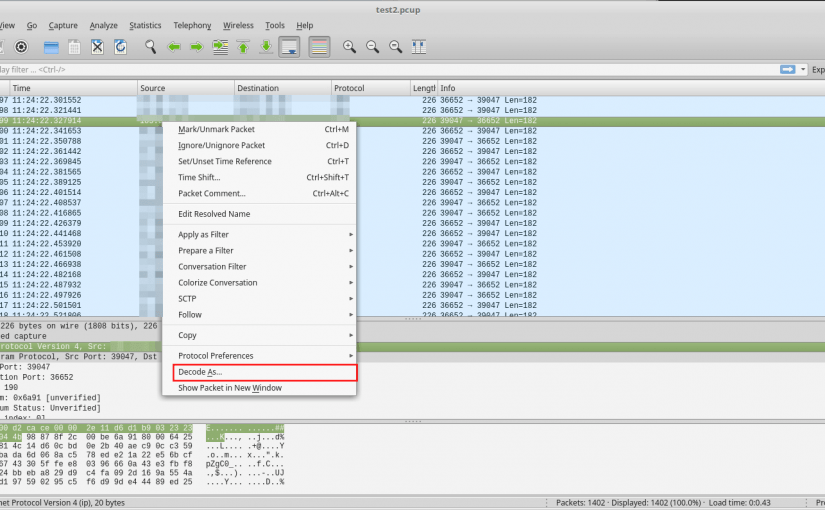 test2.pcup
View Go Capture Analyze Statistics Telephony Wireless Tools Help
lay filter ... <Ctrl-/> Exp
Time Source Destination Protocol Length Info
97 11:24:22.301552 226 36652 → 39047 Len=182
98 11:24:22.321441 226 39047 → 36652 Len=182
99 11:24:22.327914 226 36652 → 39047 Len=182
00 11:24:22.341653 226 39047 → 36652 Len=182
01 11:24:22.350788 226 36652 → 39047 Len=182
02 11:24:22.361442 226 39047 → 36652 Len=182
03 11:24:22.369845 226 36652 → 39047 Len=182
04 11:24:22.381565 226 39047 → 36652 Len=182
05 11:24:22.389125 226 36652 → 39047 Len=182
06 11:24:22.401514 226 39047 → 36652 Len=182
07 11:24:22.408537 226 36652 → 39047 Len=182
08 11:24:22.416865 226 39047 → 36652 Len=182
09 11:24:22.426379 226 36652 → 39047 Len=182
10 11:24:22.441468 226 39047 → 36652 Len=182
11 11:24:22.453920 226 36652 → 39047 Len=182
12 11:24:22.461508 226 39047 → 36652 Len=182
13 11:24:22.466938 226 36652 → 39047 Len=182
14 11:24:22.482168 226 39047 → 36652 Len=182
15 11:24:22.487932 226 36652 → 39047 Len=182
16 11:24:22.497926 226 36652 → 39047 Len=182
17 11:24:22.501501 226 39047 → 36652 Len=182
18 11:24:22.521806 226 39047 → 36652 Len=182
Mark/Unmark Packet Ctrl+M
Ignore/Unignore Packet Ctrl+D
Set/Unset Time Reference Ctrl+T
Time Shift... Ctrl+Shift+T
Packet Comment... Ctrl+Alt+C
Edit Resolved Name
Apply as Filter
Prepare a Filter
Conversation Filter
Colorize Conversation
SCTP
Follow
Copy
Protocol Preferences
Decode As...
Show Packet in New Window
226 bytes on wire (1808 bits), 226
ed capture
rotocol Version 4, Src:
ram Protocol, Src Port: 39047, Dst
Port: 39047
tion Port: 36652
190
m: 0x6a91 [unverified]
um Status: Unverified]
index: 0]
00 d2 ca ce 00 00 2e 11 d6 d1 b9 03 23 23 E....... ......##
04 4b 98 87 8f 2c 00 be 6a 91 80 00 64 25 ...K..., ..j...d%
81 4c 14 d6 0c bd 0e 2b 40 ae c9 0c c3 59 ...L.... .+@....Y
oa da 6d 06 8a c5 78 ed e2 1a 22 e5 6b cf .o..m... x...".k.
67 43 30 5f fe e8 03 96 66 0a 43 e3 fb f8 pZgC0_.. ..f.C...
24 bb eb a8 29 d9 c4 fa 09 2d 16 9a 55 4a .,$...). ...-..UJ
d1 97 59 02 95 c5 f6 d9 9d e4 44 89 ed 25 ....Y... ....D..%
net Protocol Version 4 (ip), 20 bytes Packets: 1402 · Displayed: 1402 (100.0%) · Load time: 0:0.43 Pr